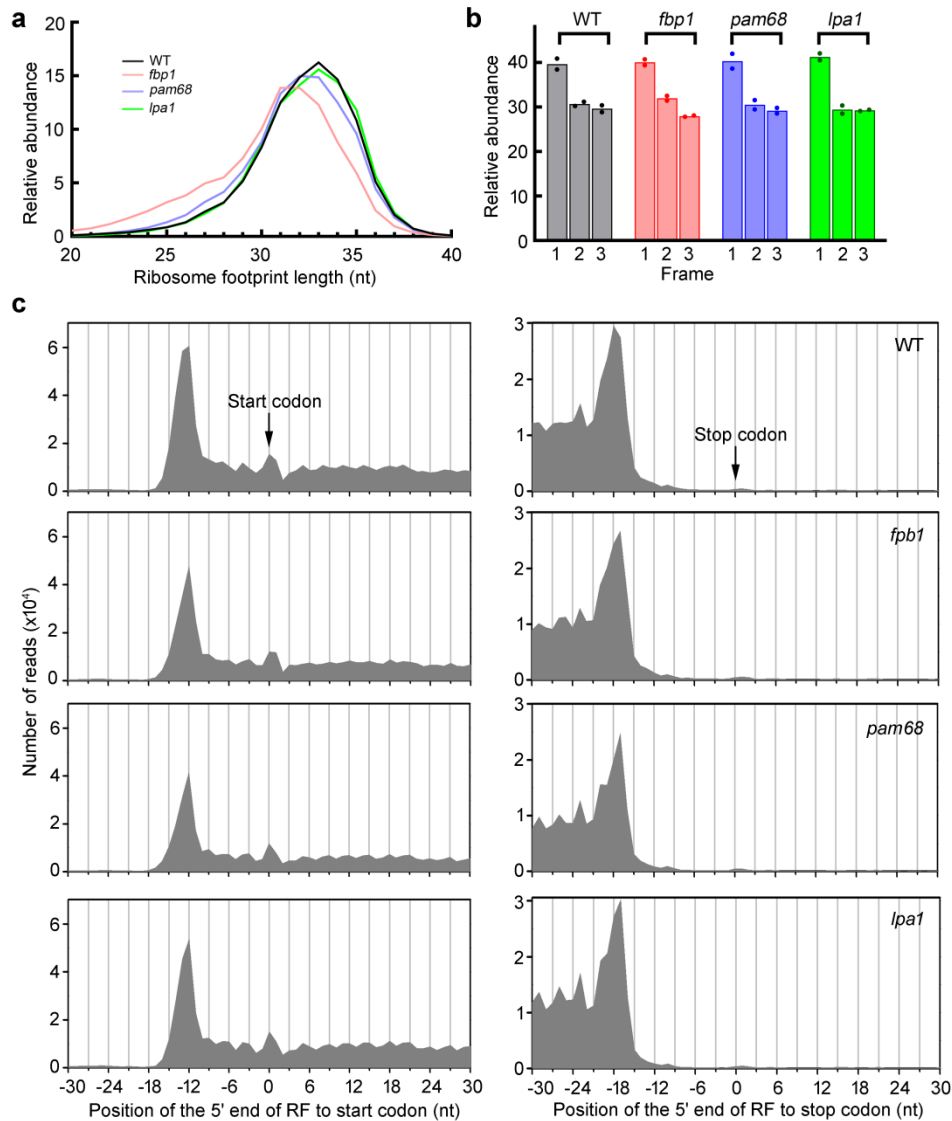 a
Relative abundance
20
15
10
5
0
WT
fbp1
pam68
lpa1
20
25
30
35
40
Ribosome footprint length (nt)
b
WT
fbp1
pam68
lpa1
Relative abundance
40
30
20
10
0
1 2 3 1 2 3 1 2 3 1 2 3
Frame
c
Number of reads (x10⁴)
6
4
2
0
Start codon
3
2
1
0
WT
Stop codon
6
4
2
0
3
2
1
0
fpb1
6
4
2
0
3
2
1
0
pam68
6
4
2
0
3
2
1
0
lpa1
-30 -24 -18 -12 -6 0 6 12 18 24 30
Position of the 5' end of RF to start codon (nt)
-30 -24 -18 -12 -6 0 6 12 18 24 30
Position of the 5' end of RF to stop codon (nt)